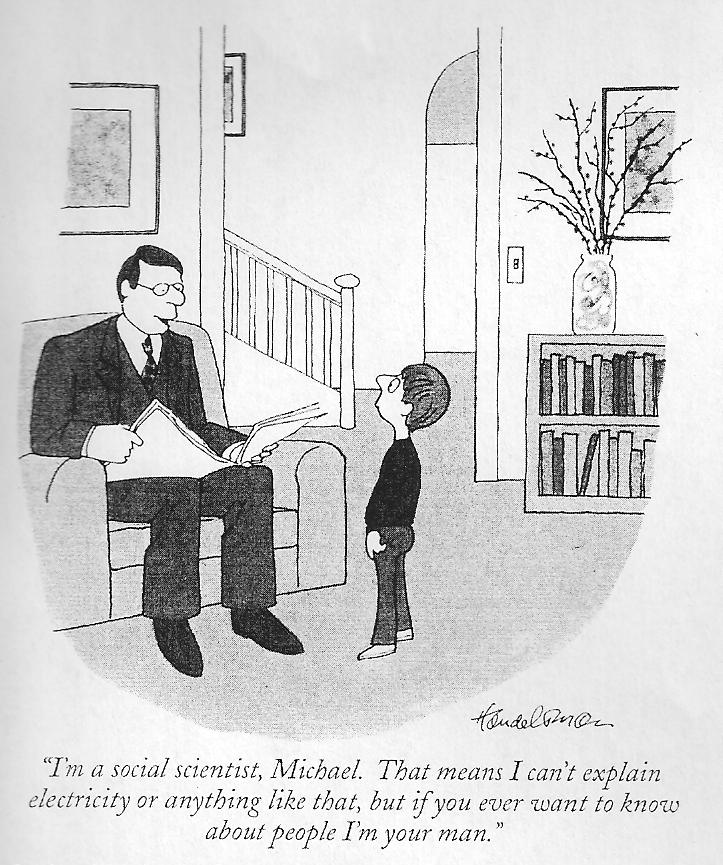 Handelsman
"I'm a social scientist, Michael. That means I can't explain
electricity or anything like that, but if you ever want to know
about people I'm your man."